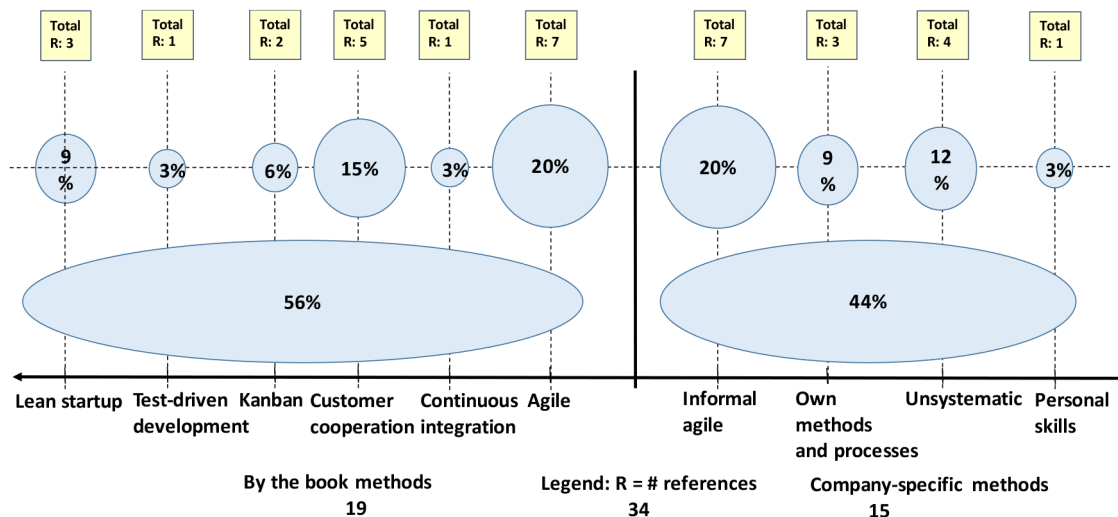 Total
R: 3
Total
R: 1
Total
R: 2
Total
R: 5
Total
R: 1
Total
R: 7
Total
R: 7
Total
R: 3
Total
R: 4
Total
R: 1
9
%
3%
6%
15%
3%
20%
20%
9
%
12
%
3%
56%
44%
Lean startup
Test-driven
development
Kanban
Customer
cooperation
Continuous
integration
Agile
Informal
agile
Own
methods
and processes
Unsystematic
Personal
skills
By the book methods
19
Legend: R = # references
34
Company-specific methods
15